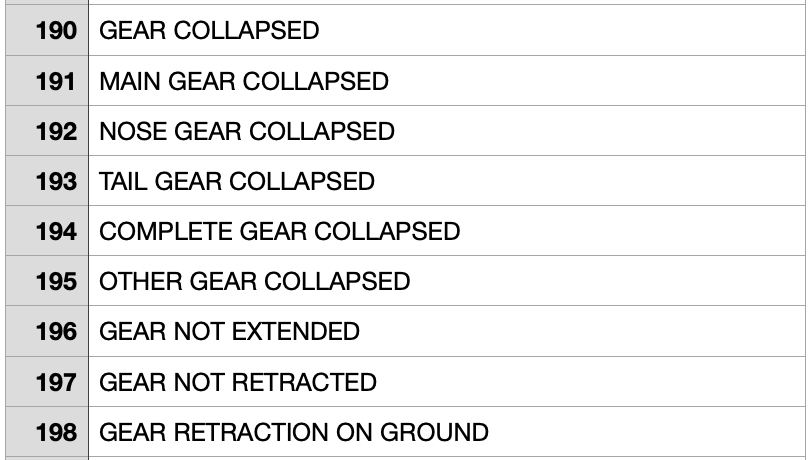 190 GEAR COLLAPSED
191 MAIN GEAR COLLAPSED
192 NOSE GEAR COLLAPSED
193 TAIL GEAR COLLAPSED
194 COMPLETE GEAR COLLAPSED
195 OTHER GEAR COLLAPSED
196 GEAR NOT EXTENDED
197 GEAR NOT RETRACTED
198 GEAR RETRACTION ON GROUND